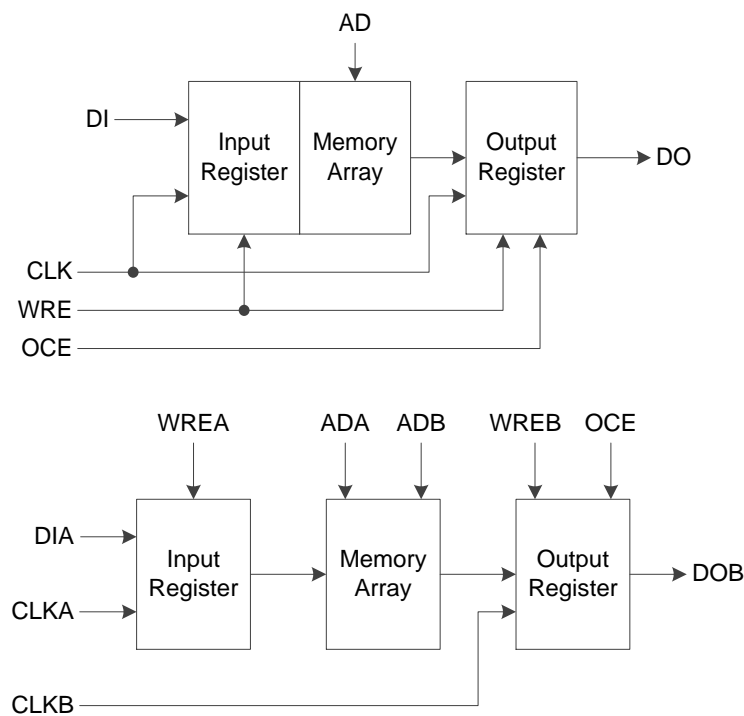 AD
DI
Input
Register
Memory
Array
Output
Register
DO
CLK
WRE
OCE
WREA
ADA
ADB
WREB
OCE
DIA
Input
Register
Memory
Array
Output
Register
DOB
CLKA
CLKB